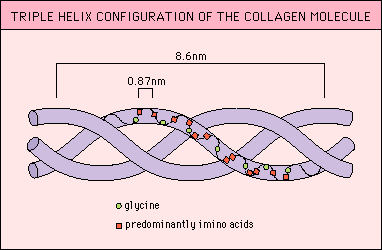 TRIPLE HELIX CONFIGURATION OF THE COLLAGEN MOLECULE
8.6nm
0.87nm
glycine
predominantly imino acids